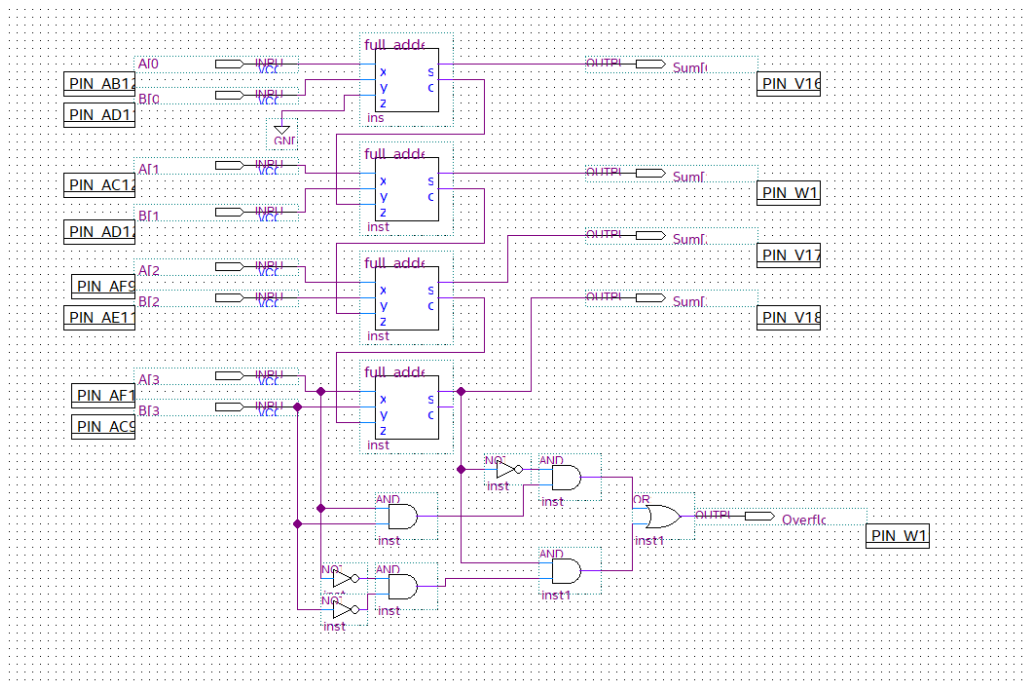 full_adde
A[0
INPU
VCC
x
y
z
s
c
OUTPU
Sum[
PIN_AB12
PIN_V16
B[0
INPU
VCC
PIN_AD11
ins
GND
full_adde
A[1
INPU
VCC
x
y
z
s
c
OUTPU
Sum[
PIN_AC12
PIN_W1
B[1
INPU
VCC
PIN_AD12
inst
OUTPU
Sum[
PIN_V17
full_adde
A[2
INPU
VCC
x
y
z
s
c
PIN_AF9
B[2
INPU
VCC
OUTPU
Sum[
PIN_AE11
PIN_V18
inst
full_adde
A[3
INPU
VCC
x
y
z
s
c
PIN_AF1
B[3
INPU
VCC
PIN_AC9
inst
NOT
inst
AND
inst
AND
inst
OR
inst1
OUTPU
Overflo
PIN_W1
NOT
inst
AND
inst
AND
inst1
NOT
inst